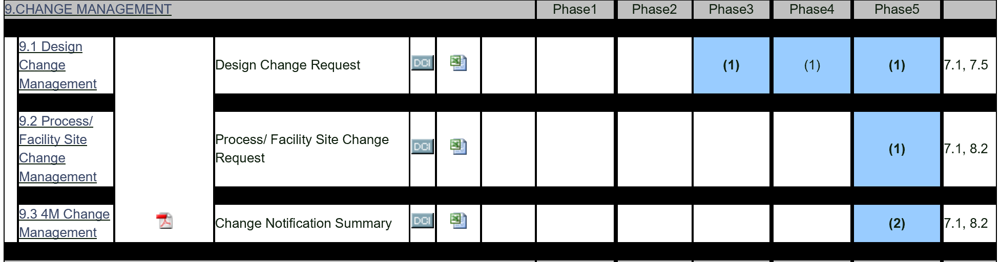 9.CHANGE MANAGEMENT Phase1 Phase2 Phase3 Phase4 Phase5
9.1 Design
Change
Management
Design Change Request DCI (1) (1) (1) 7.1, 7.5
9.2 Process/
Facility Site
Change
Management
Process/ Facility Site Change
Request
DCI (1) 7.1, 8.2
9.3 4M Change
Management
Change Notification Summary DCI (2) 7.1, 8.2